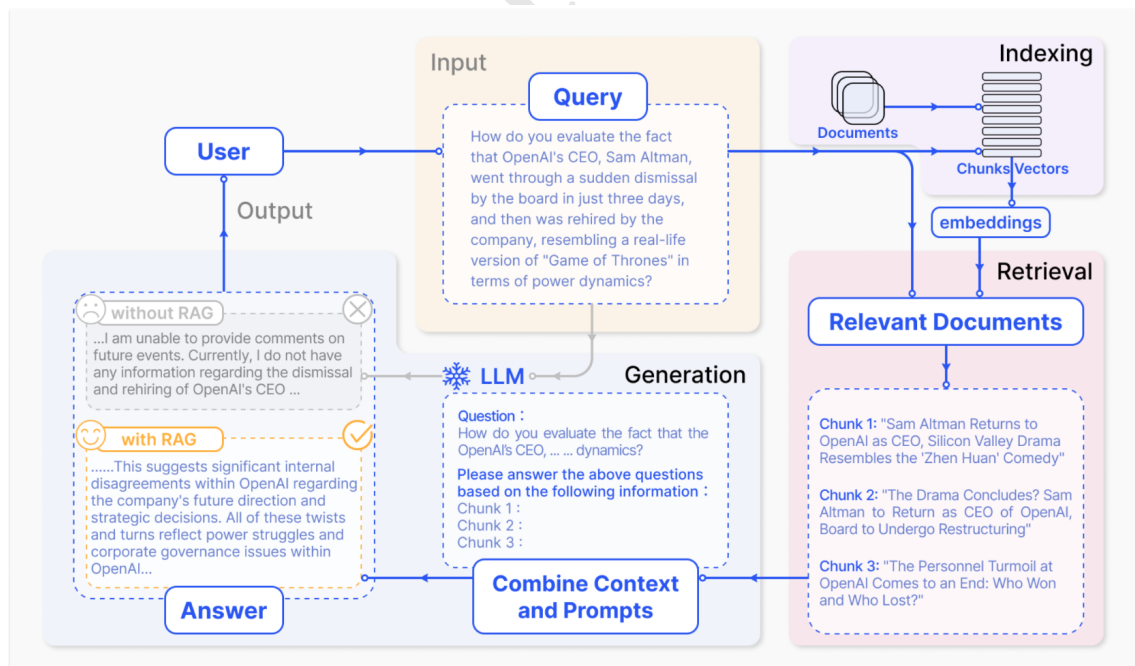 Input
Query
How do you evaluate the fact
that OpenAI's CEO, Sam Altman,
went through a sudden dismissal
by the board in just three days,
and then was rehired by the
company, resembling a real-life
version of "Game of Thrones" in
terms of power dynamics?
Indexing
Documents
Chunks Vectors
embeddings
User
Output
Retrieval
Relevant Documents
Chunk 1: "Sam Altman Returns to
OpenAI as CEO, Silicon Valley Drama
Resembles the 'Zhen Huan' Comedy"
Chunk 2: "The Drama Concludes? Sam
Altman to Return as CEO of OpenAI,
Board to Undergo Restructuring"
Chunk 3: "The Personnel Turmoil at
OpenAI Comes to an End: Who Won
and Who Lost?"
LLM
Generation
Question :
How do you evaluate the fact that the
OpenAI's CEO, ... ... dynamics?
Please answer the above questions
based on the following information :
Chunk 1 :
Chunk 2 :
Chunk 3 :
Combine Context
and Prompts
without RAG
...I am unable to provide comments on
future events. Currently, I do not have
any information regarding the dismissal
and rehiring of OpenAI's CEO ...
with RAG
......This suggests significant internal
disagreements within OpenAI regarding
the company's future direction and
strategic decisions. All of these twists
and turns reflect power struggles and
corporate governance issues within
OpenAI...
Answer